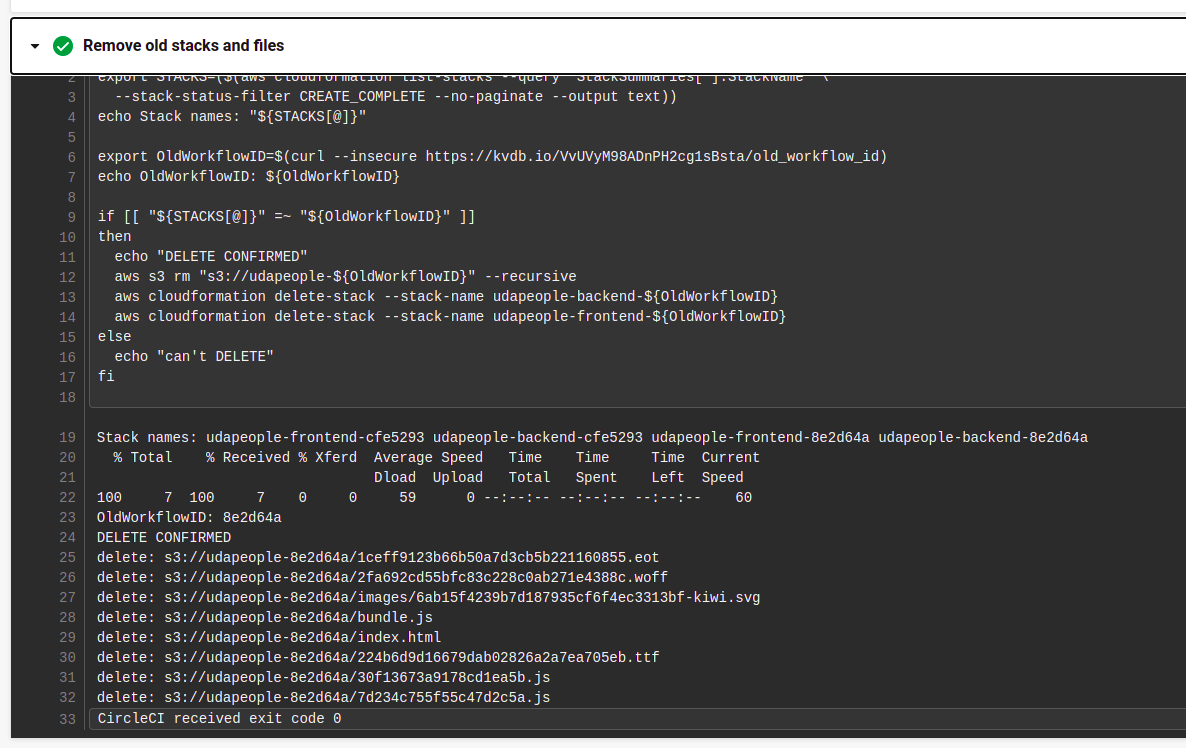 Remove old stacks and files
2 export STACKS=($(aws cloudformation list-stacks --query "StackSummaries[*].StackName" \
3 --stack-status-filter CREATE_COMPLETE --no-paginate --output text))
4 echo Stack names: "${STACKS[@]}"
5
6 export OldWorkflowID=$(curl --insecure https://kvdb.io/VvUVyM98ADnPH2cg1sBsta/old_workflow_id)
7 echo OldWorkflowID: ${OldWorkflowID}
8
9 if [[ "${STACKS[@]}" =~ "${OldWorkflowID}" ]]
10 then
11 echo "DELETE CONFIRMED"
12 aws s3 rm "s3://udapeople-${OldWorkflowID}" --recursive
13 aws cloudformation delete-stack --stack-name udapeople-backend-${OldWorkflowID}
14 aws cloudformation delete-stack --stack-name udapeople-frontend-${OldWorkflowID}
15 else
16 echo "can't DELETE"
17 fi
18
19 Stack names: udapeople-frontend-cfe5293 udapeople-backend-cfe5293 udapeople-frontend-8e2d64a udapeople-backend-8e2d64a
20 % Total % Received % Xferd Average Speed Time Time Time Current
21 Dload Upload Total Spent Left Speed
22 100 7 100 7 0 0 59 0 --:--:-- --:--:-- --:--:-- 60
23 OldWorkflowID: 8e2d64a
24 DELETE CONFIRMED
25 delete: s3://udapeople-8e2d64a/1ceff9123b66b50a7d3cb5b221160855.eot
26 delete: s3://udapeople-8e2d64a/2fa692cd55bfc83c228c0ab271e4388c.woff
27 delete: s3://udapeople-8e2d64a/images/6ab15f4239b7d187935cf6f4ec3313bf-kiwi.svg
28 delete: s3://udapeople-8e2d64a/bundle.js
29 delete: s3://udapeople-8e2d64a/index.html
30 delete: s3://udapeople-8e2d64a/224b6d9d16679dab02826a2a7ea705eb.ttf
31 delete: s3://udapeople-8e2d64a/30f13673a9178cd1ea5b.js
32 delete: s3://udapeople-8e2d64a/7d234c755f55c47d2c5a.js
33 CircleCI received exit code 0